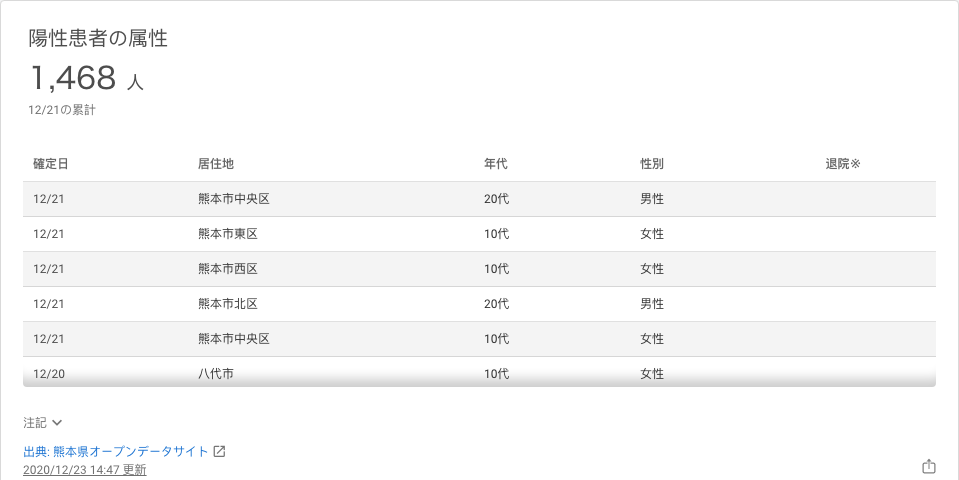 陽性患者の属性
1,468 人
12/21の累計
確定日 居住地 年代 性別 退院※
12/21 熊本市中央区 20代 男性
12/21 熊本市東区 10代 女性
12/21 熊本市西区 10代 女性
12/21 熊本市北区 20代 男性
12/21 熊本市中央区 10代 女性
12/20 八代市 10代 女性
注記
出典: 熊本県オープンデータサイト
2020/12/23 14:47 更新